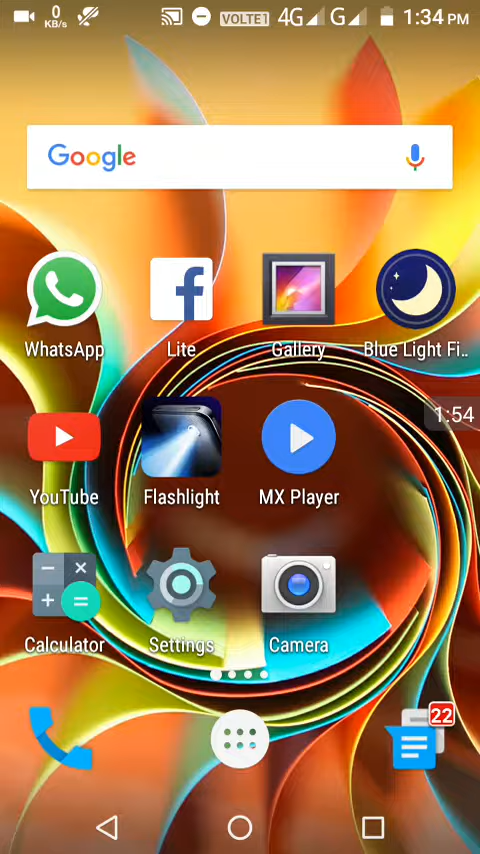 0
KB/s
VOLTE1 4G G 1:34 PM
Google
WhatsApp Lite Gallery Blue Light Fi..
1:54
YouTube Flashlight MX Player
Calculator Settings Camera
22